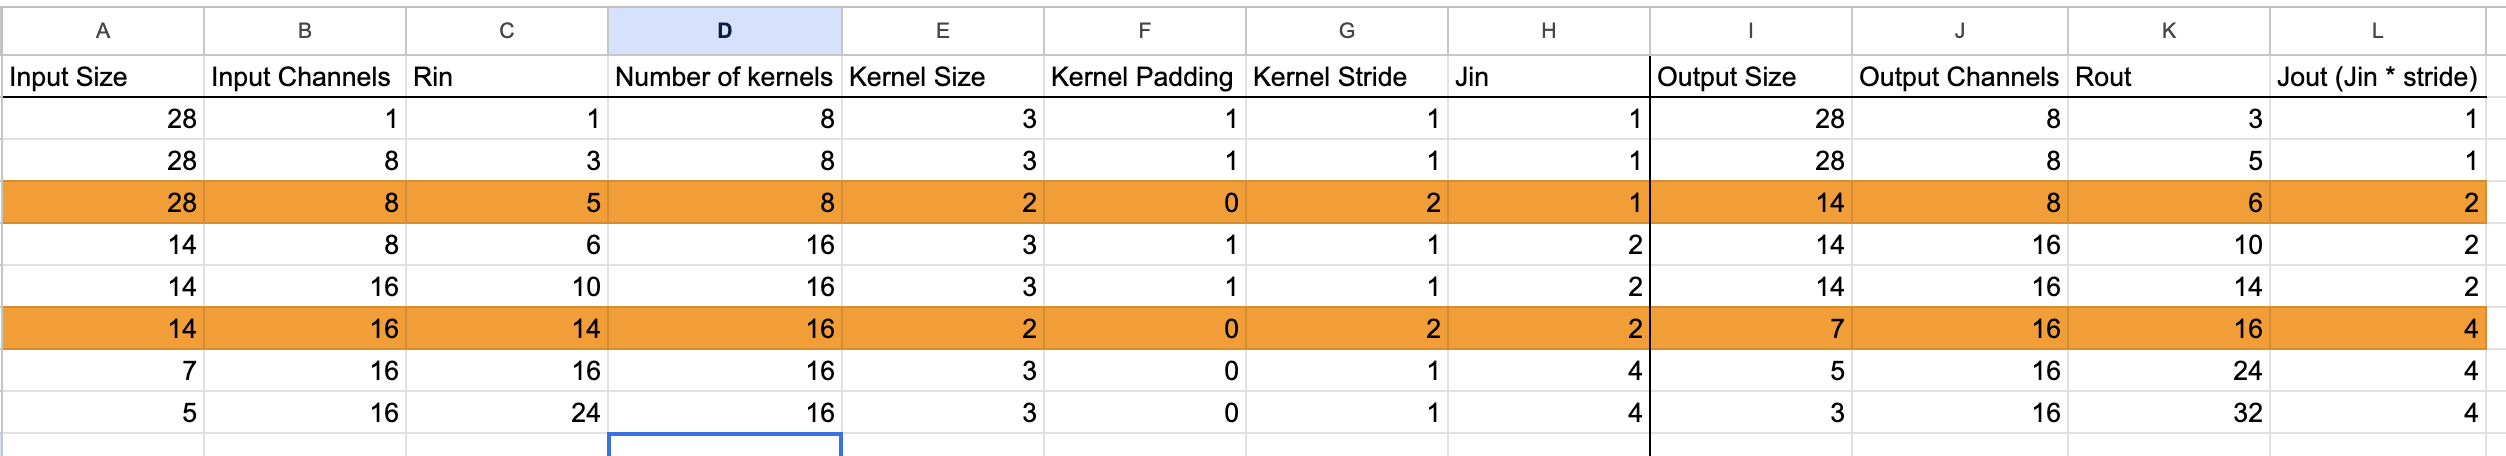 A B C D E F G H I J K L
Input Size Input Channels Rin Number of kernels Kernel Size Kernel Padding Kernel Stride Jin Output Size Output Channels Rout Jout (Jin * stride)
28 1 1 8 3 1 1 1 28 8 3 1
28 8 3 8 3 1 1 1 28 8 5 1
28 8 5 8 2 0 2 1 14 8 6 2
14 8 6 16 3 1 1 2 14 16 10 2
14 16 10 16 3 1 1 2 14 16 14 2
14 16 14 16 2 0 2 2 7 16 16 4
7 16 16 16 3 0 1 4 5 16 24 4
5 16 24 16 3 0 1 4 3 16 32 4